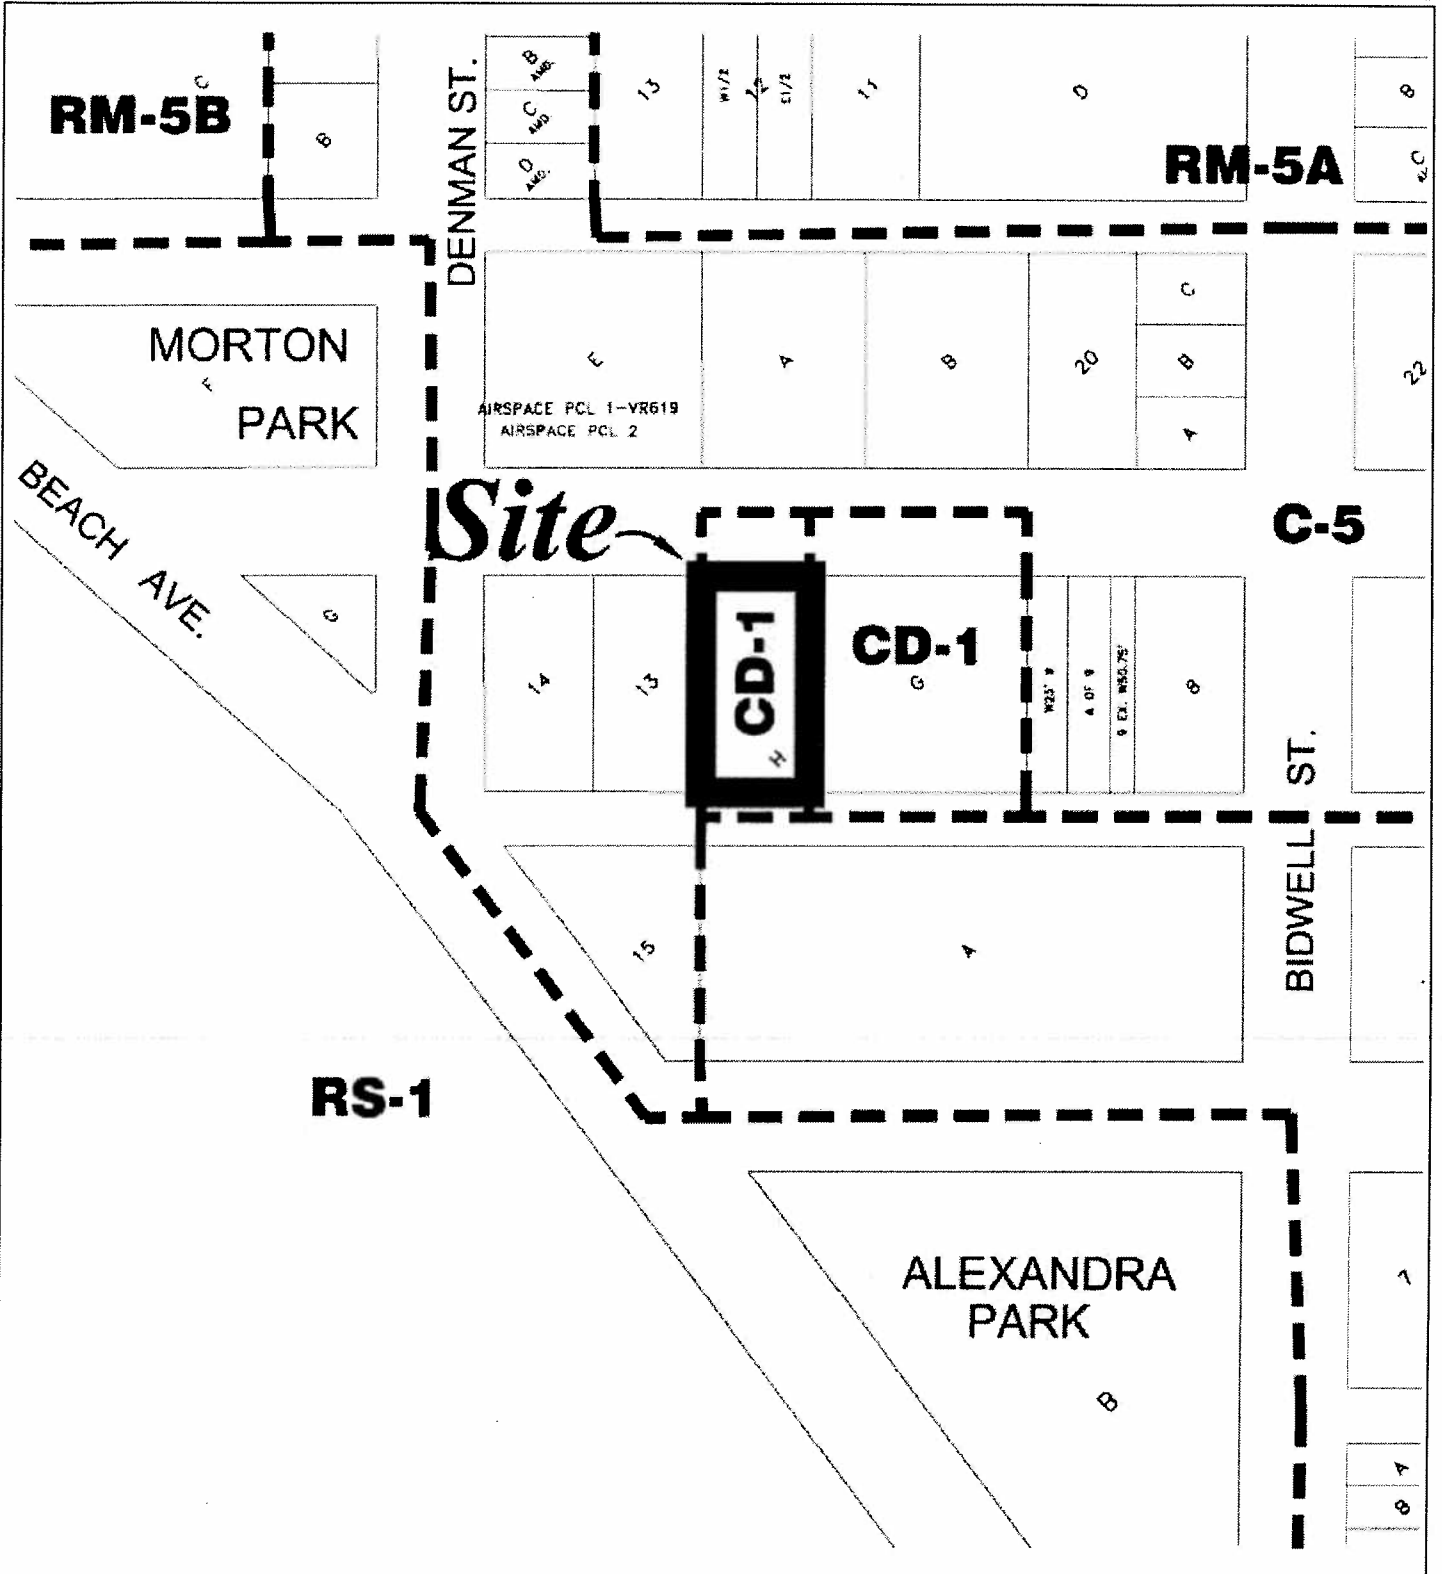 C
RM-5B
B
DENMAN ST.
B
AMD.
C
AMD.
D
AMD.
13
W1/2
12
E1/2
11
D
8
RM-5A
C
MORTON
F
PARK
E
AIRSPACE PCL 1-VR619
AIRSPACE PCL 2
A
B
20
C
B
A
22
BEACH AVE.
Site
C-5
G
14
13
CD-1
H
CD-1
G
W25' 9
A OF 9
9 EX. W50.75'
8
BIDWELL ST.
15
A
RS-1
ALEXANDRA
PARK
B
7
A
8